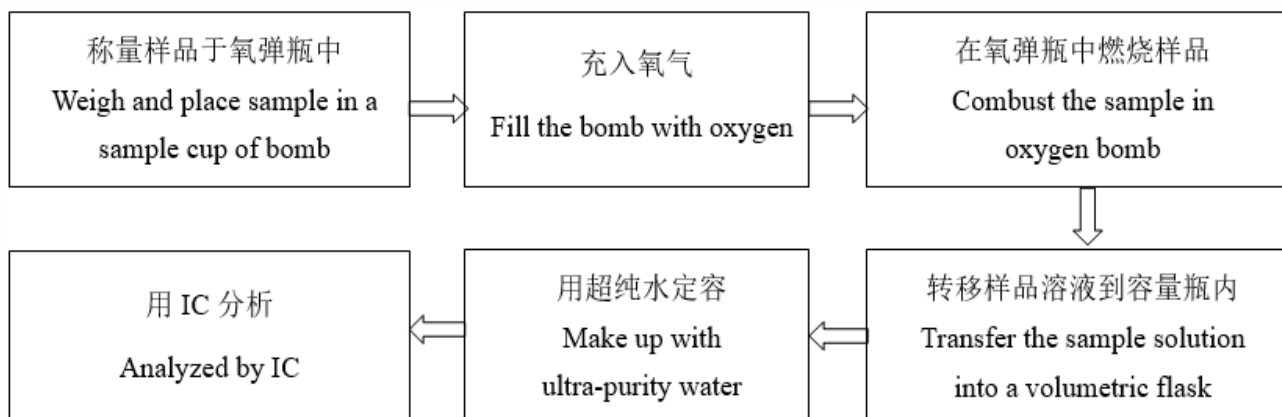 称量样品于氧弹瓶中
Weigh and place sample in a
sample cup of bomb
充入氧气
Fill the bomb with oxygen
在氧弹瓶中燃烧样品
Combust the sample in
oxygen bomb
转移样品溶液到容量瓶内
Transfer the sample solution
into a volumetric flask
用超纯水定容
Make up with
ultra-purity water
用 IC 分析
Analyzed by IC